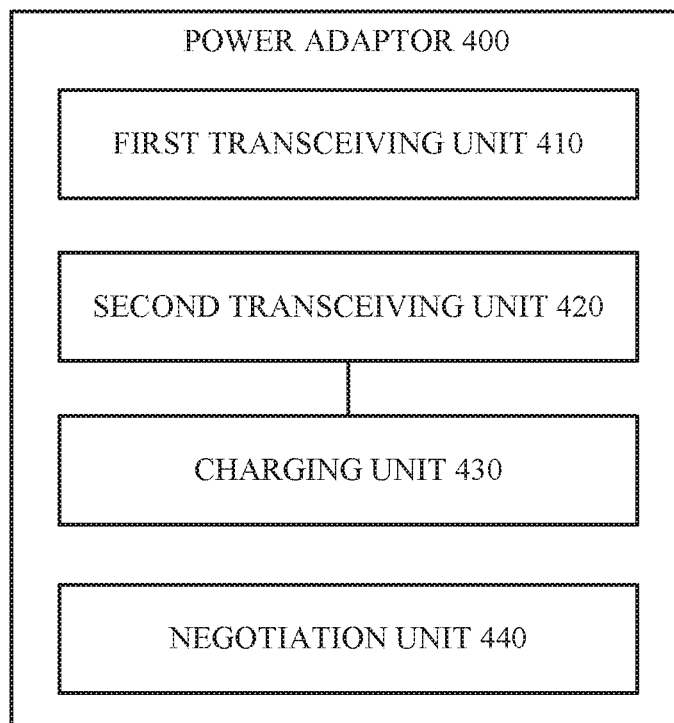 POWER ADAPTOR 400
FIRST TRANSCEIVING UNIT 410
SECOND TRANSCEIVING UNIT 420
CHARGING UNIT 430
NEGOTIATION UNIT 440